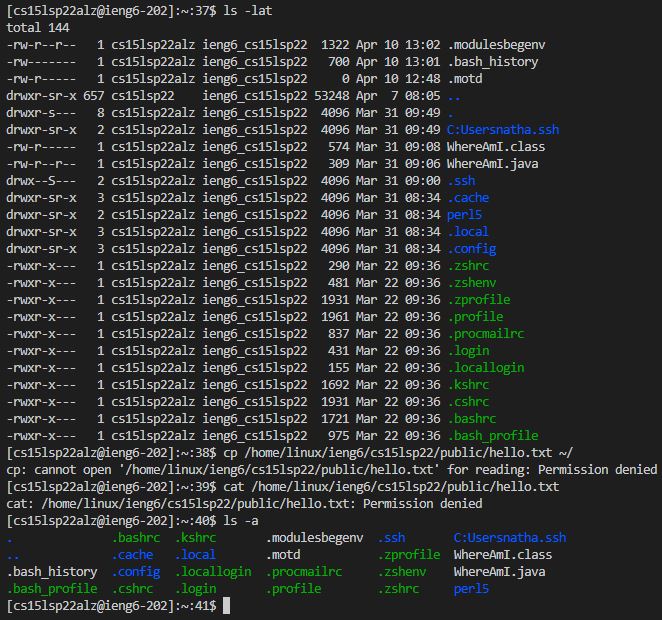 [cs15lsp22alz@ieng6-202]:~:37$ ls -lat
total 144
-rw-r--r--   1 cs15lsp22alz ieng6_cs15lsp22  1322 Apr 10 13:02 .modulesbegenv
-rw-------   1 cs15lsp22alz ieng6_cs15lsp22   700 Apr 10 13:01 .bash_history
-rw-r--r--   1 cs15lsp22alz ieng6_cs15lsp22     0 Apr 10 12:48 .motd
drwxr-sr-x 657 cs15lsp22    ieng6_cs15lsp22 53248 Apr  7 08:05 ..
drwxr-s---   8 cs15lsp22alz ieng6_cs15lsp22  4096 Mar 31 09:49 .
drwxr-sr-x   2 cs15lsp22alz ieng6_cs15lsp22  4096 Mar 31 09:49 C:Usersnatha.ssh
-rw-r-----   1 cs15lsp22alz ieng6_cs15lsp22   574 Mar 31 09:08 WhereAmI.class
-rw-r--r--   1 cs15lsp22alz ieng6_cs15lsp22   309 Mar 31 09:06 WhereAmI.java
drwx--S---   2 cs15lsp22alz ieng6_cs15lsp22  4096 Mar 31 09:00 .ssh
drwxr-sr-x   3 cs15lsp22alz ieng6_cs15lsp22  4096 Mar 31 08:34 .cache
drwxr-sr-x   2 cs15lsp22alz ieng6_cs15lsp22  4096 Mar 31 08:34 perl5
drwxr-sr-x   3 cs15lsp22alz ieng6_cs15lsp22  4096 Mar 31 08:34 .local
drwxr-sr-x   3 cs15lsp22alz ieng6_cs15lsp22  4096 Mar 31 08:34 .config
-rwxr-x---   1 cs15lsp22alz ieng6_cs15lsp22   290 Mar 22 09:36 .zshrc
-rwxr-x---   1 cs15lsp22alz ieng6_cs15lsp22   481 Mar 22 09:36 .zshenv
-rwxr-x---   1 cs15lsp22alz ieng6_cs15lsp22  1931 Mar 22 09:36 .zprofile
-rwxr-x---   1 cs15lsp22alz ieng6_cs15lsp22  1961 Mar 22 09:36 .profile
-rwxr-x---   1 cs15lsp22alz ieng6_cs15lsp22   837 Mar 22 09:36 .procmailrc
-rwxr-x---   1 cs15lsp22alz ieng6_cs15lsp22   431 Mar 22 09:36 .login
-rwxr-x---   1 cs15lsp22alz ieng6_cs15lsp22   155 Mar 22 09:36 .locallogin
-rwxr-x---   1 cs15lsp22alz ieng6_cs15lsp22  1692 Mar 22 09:36 .kshrc
-rwxr-x---   1 cs15lsp22alz ieng6_cs15lsp22  1931 Mar 22 09:36 .cshrc
-rwxr-x---   1 cs15lsp22alz ieng6_cs15lsp22  1721 Mar 22 09:36 .bashrc
-rwxr-x---   1 cs15lsp22alz ieng6_cs15lsp22   975 Mar 22 09:36 .bash_profile
[cs15lsp22alz@ieng6-202]:~:38$ cp /home/linux/ieng6/cs15lsp22/public/hello.txt ~/
cp: cannot open '/home/linux/ieng6/cs15lsp22/public/hello.txt' for reading: Permission denied
[cs15lsp22alz@ieng6-202]:~:39$ cat /home/linux/ieng6/cs15lsp22/public/hello.txt
cat: /home/linux/ieng6/cs15lsp22/public/hello.txt: Permission denied
[cs15lsp22alz@ieng6-202]:~:40$ ls -a
.             .bashrc  .kshrc       .modulesbegenv  .ssh       C:Usersnatha.ssh
..            .cache   .local       .motd           .zprofile  WhereAmI.class
.bash_history .config  .locallogin  .procmailrc     .zshenv    WhereAmI.java
.bash_profile .cshrc   .login       .profile        .zshrc     perl5
[cs15lsp22alz@ieng6-202]:~:41$